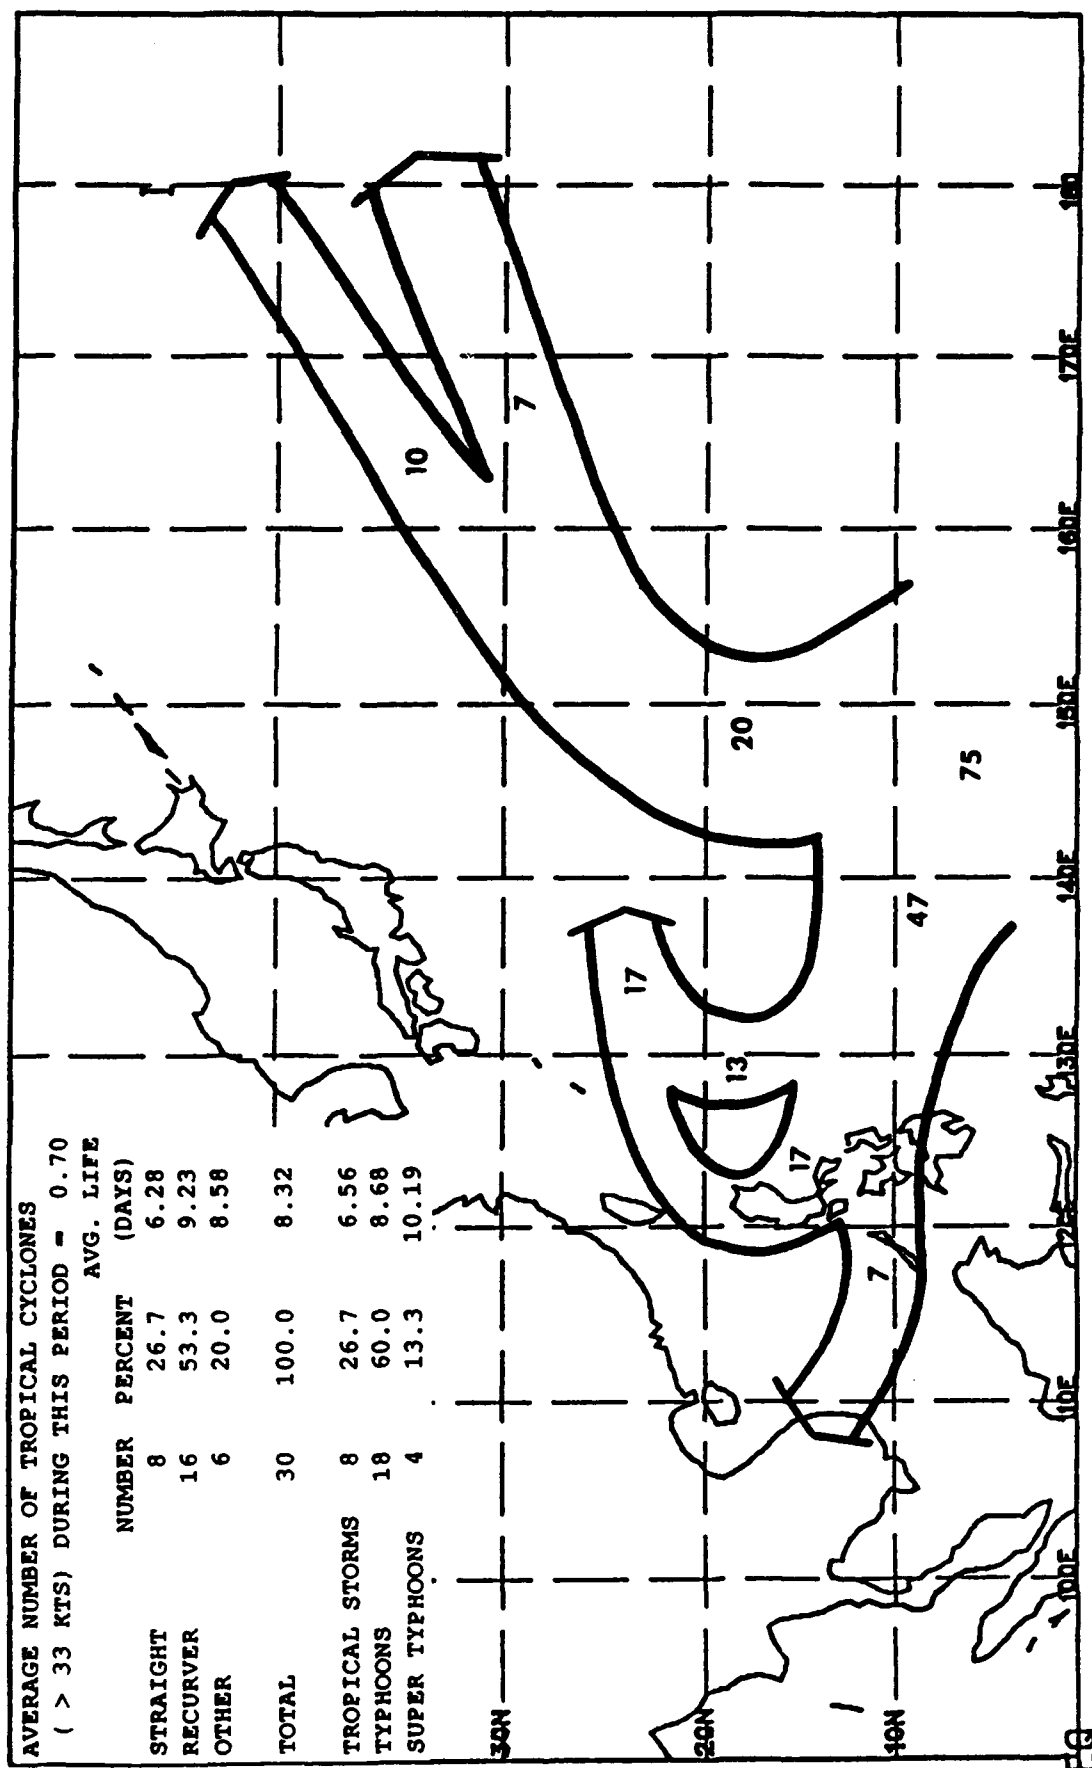 AVERAGE NUMBER OF TROPICAL CYCLONES
( > 33 KTS) DURING THIS PERIOD = 0.70
AVG. LIFE
NUMBER PERCENT (DAYS)
STRAIGHT 8 26.7 6.28
RECURVER 16 53.3 9.23
OTHER 6 20.0 8.58
TOTAL 30 100.0 8.32
TROPICAL STORMS 8 26.7 6.56
TYPHOONS 18 60.0 8.68
SUPER TYPHOONS 4 13.3 10.19
10
7
30N
17
13
20
20N
17
7
47
75
10N
EQ
100E 110E 120E 130E 140E 150E 160E 170E 180